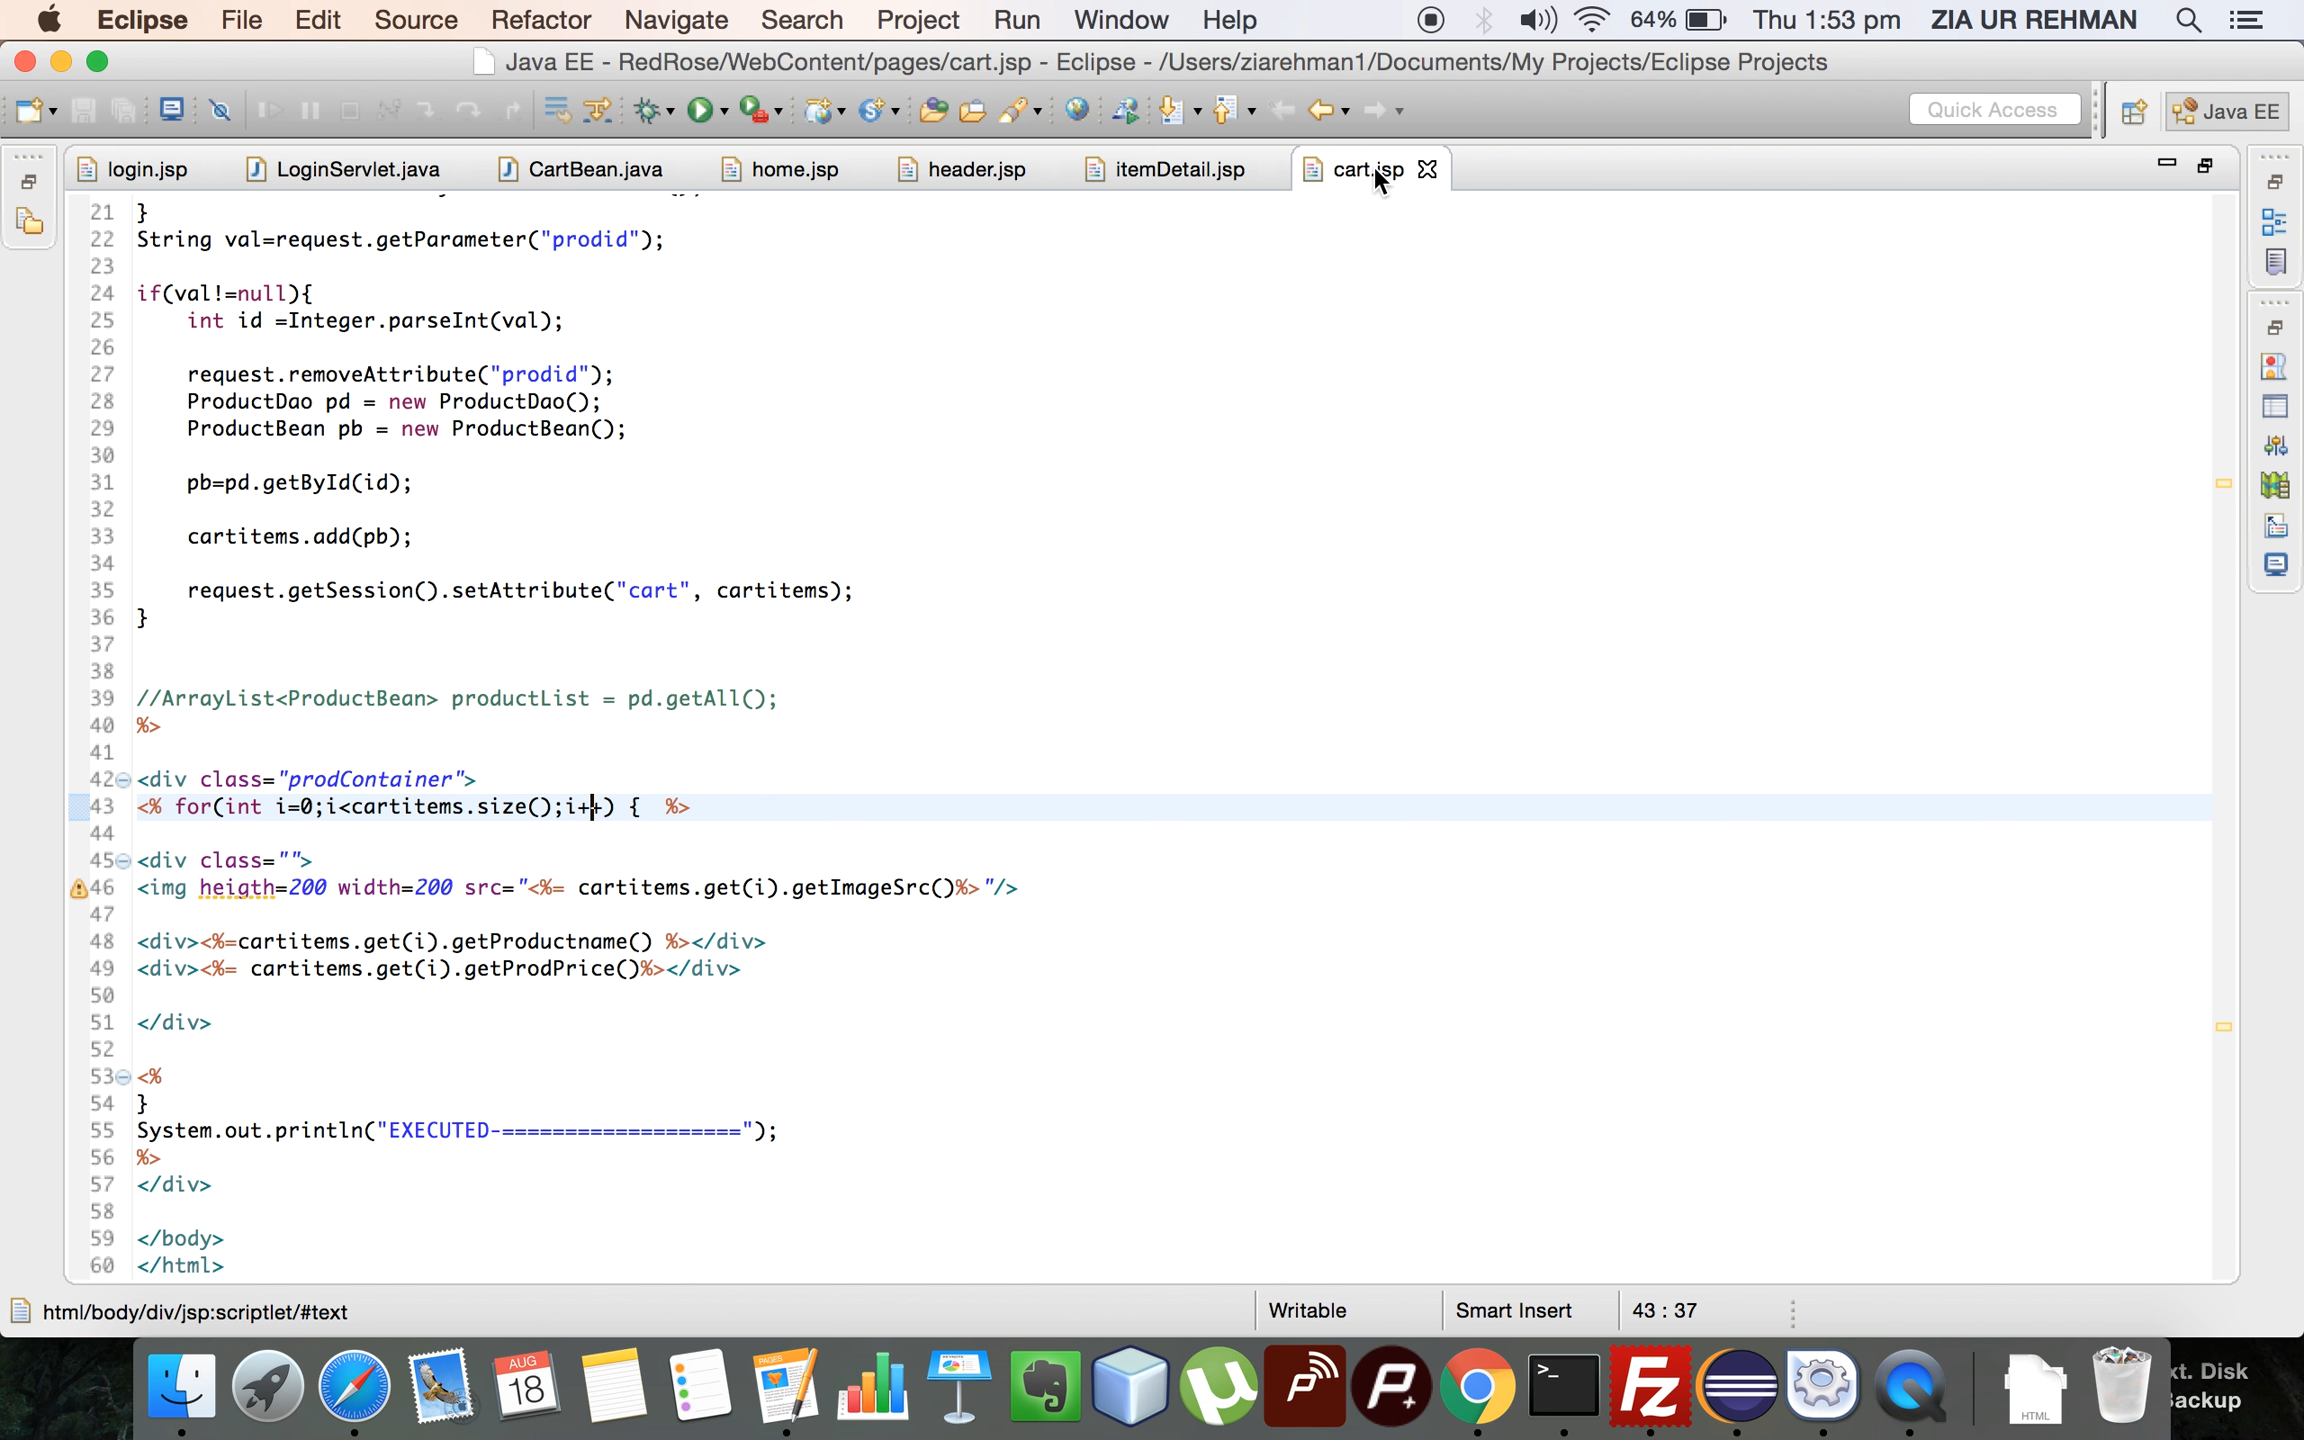 Eclipse File Edit Source Refactor Navigate Search Project Run Window Help 64% Thu 1:53 pm ZIA UR REHMAN
Java EE - RedRose/WebContent/pages/cart.jsp - Eclipse - /Users/ziarehman1/Documents/My Projects/Eclipse Projects
Quick Access Java EE
login.jsp LoginServlet.java CartBean.java home.jsp header.jsp itemDetail.jsp cart.jsp
21 }
22 String val=request.getParameter("prodid");
23
24 if(val!=null){
25 int id =Integer.parseInt(val);
26
27 request.removeAttribute("prodid");
28 ProductDao pd = new ProductDao();
29 ProductBean pb = new ProductBean();
30
31 pb=pd.getById(id);
32
33 cartitems.add(pb);
34
35 request.getSession().setAttribute("cart", cartitems);
36 }
37
38
39 //ArrayList<ProductBean> productList = pd.getAll();
40 %>
41
42 <div class="prodContainer">
43 <% for(int i=0;i<cartitems.size();i++) { %>
44
45 <div class="">
46 <img heigth=200 width=200 src="<%= cartitems.get(i).getImageSrc()%>"/>
47
48 <div><%=cartitems.get(i).getProductname() %></div>
49 <div><%= cartitems.get(i).getProdPrice()%></div>
50
51 </div>
52
53 <%
54 }
55 System.out.println("EXECUTED-===================");
56 %>
57 </div>
58
59 </body>
60 </html>
html/body/div/jsp:scriptlet/#text Writable Smart Insert 43 : 37
AUG
18
PAGES
HTML
xt. Disk
Backup